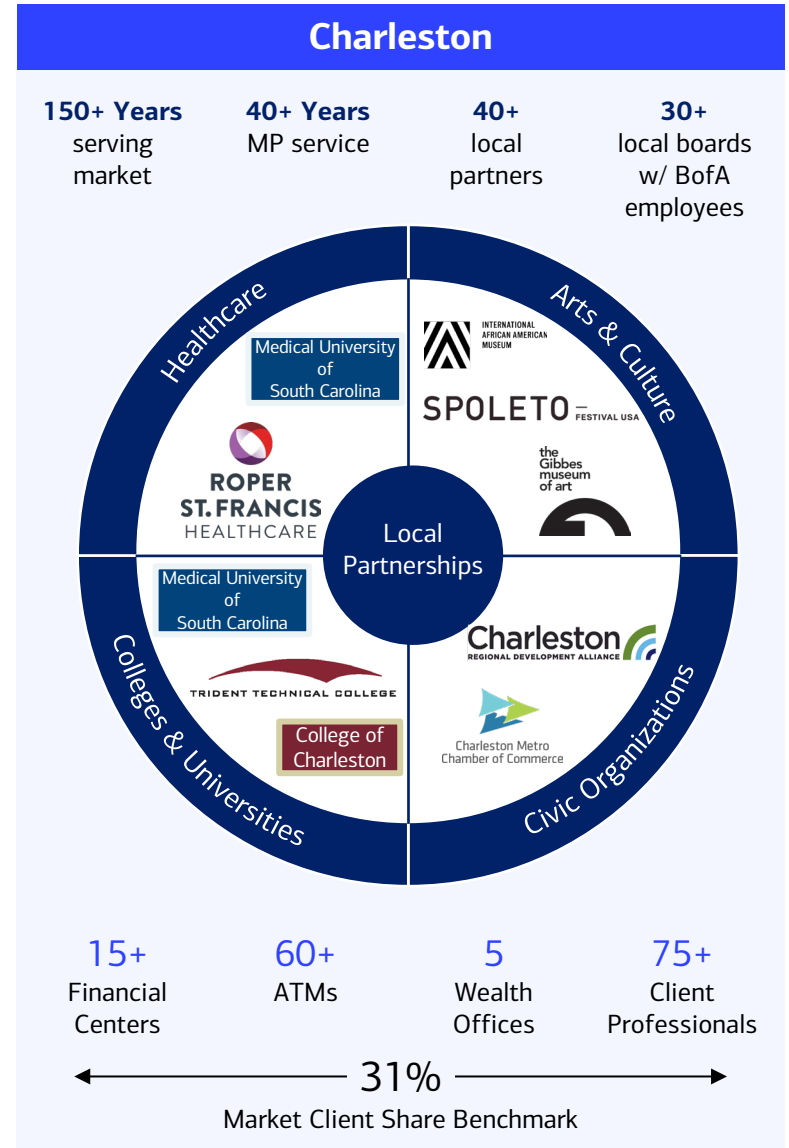 Charleston
150+ Years
serving
market
40+ Years
MP service
40+
local
partners
30+
local boards
w/ BofA
employees
Healthcare
Medical University
of
South Carolina
ROPER
ST.FRANCIS
HEALTHCARE
Arts & Culture
INTERNATIONAL
AFRICAN AMERICAN
MUSEUM
SPOLETO –
FESTIVAL USA
the
Gibbes
museum
of art
Local
Partnerships
Colleges & Universities
Medical University
of
South Carolina
TRIDENT TECHNICAL COLLEGE
College of
Charleston
Civic Organizations
Charleston
REGIONAL DEVELOPMENT ALLIANCE
Charleston Metro
Chamber of Commerce
15+
Financial
Centers
60+
ATMs
5
Wealth
Offices
75+
Client
Professionals
31%
Market Client Share Benchmark